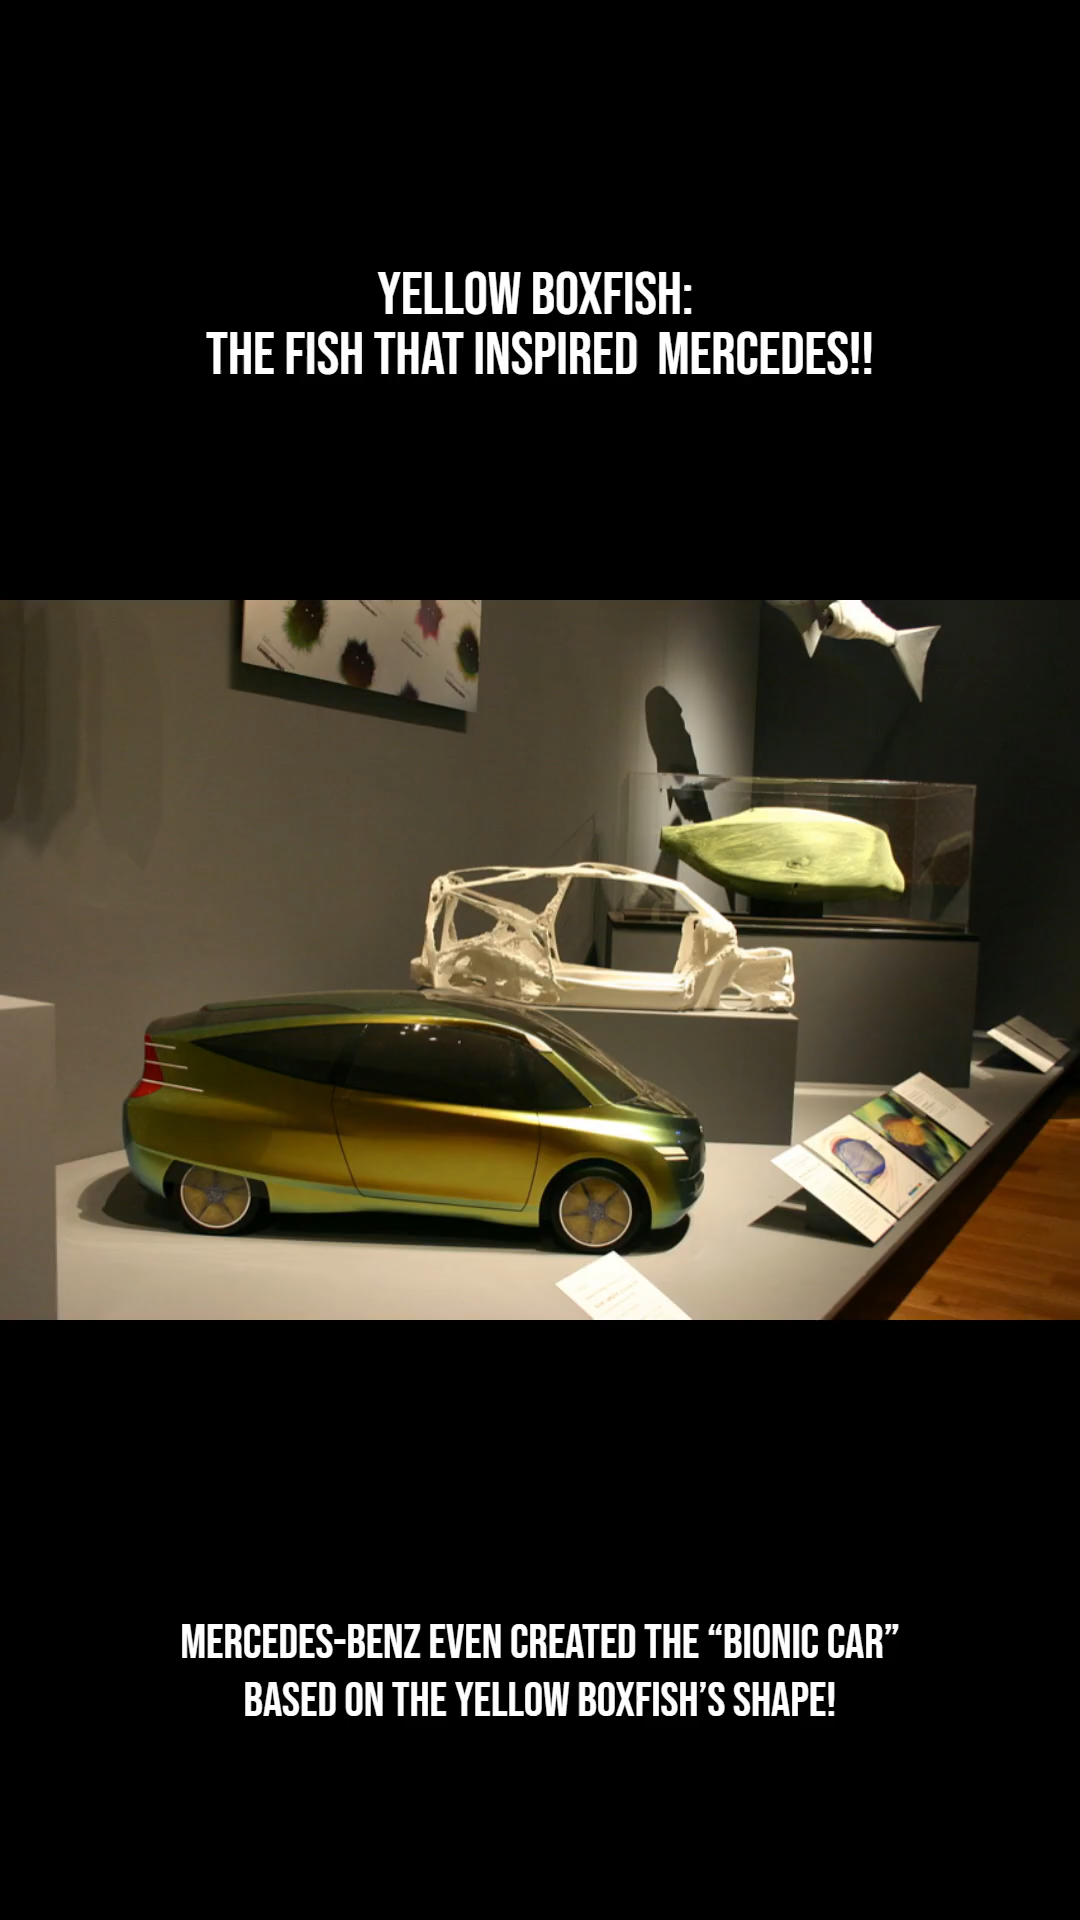 YELLOW BOXFISH:
THE FISH THAT INSPIRED MERCEDES!!
MERCEDES-BENZ EVEN CREATED THE “BIONIC CAR”
BASED ON THE YELLOW BOXFISH’S SHAPE!